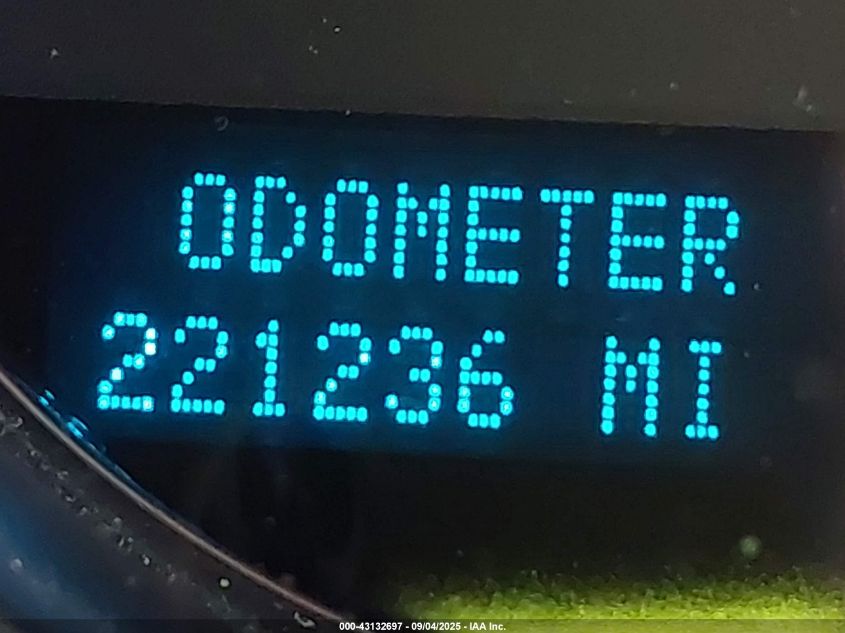 ODOMETER
221236 MI
000-43132697 - 09/04/2025 - IAA Inc.